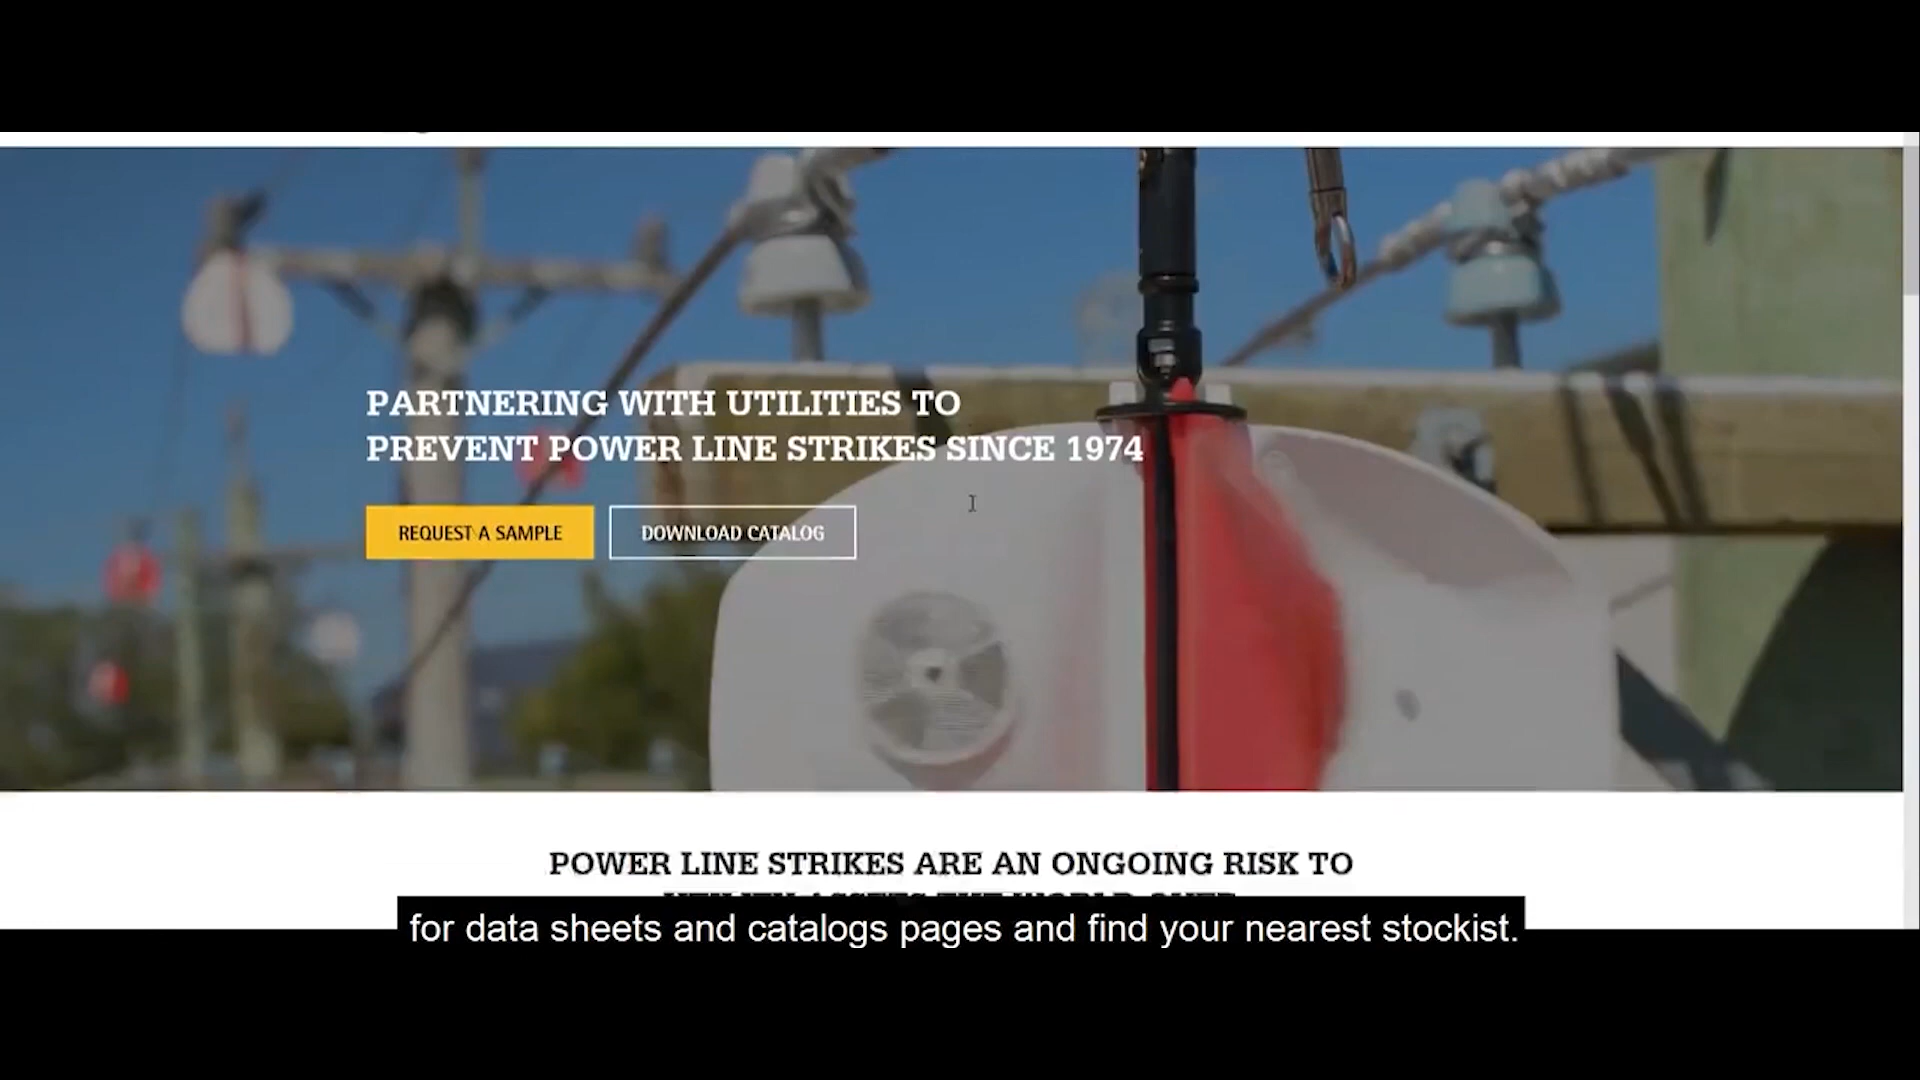 PARTNERING WITH UTILITIES TO
PREVENT POWER LINE STRIKES SINCE 1974
REQUEST A SAMPLE
DOWNLOAD CATALOG
POWER LINE STRIKES ARE AN ONGOING RISK TO
for data sheets and catalogs pages and find your nearest stockist.